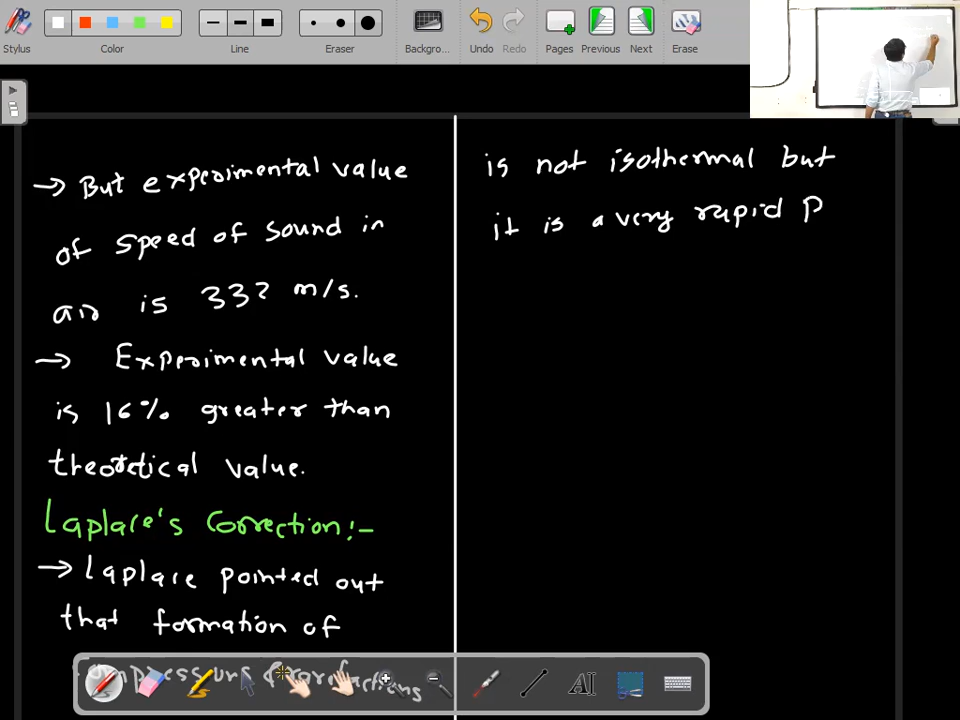 Stylus
Color
Line
Eraser
Backgro...
Undo
Redo
Pages
Previous
Next
Erase
→ But experimental value
of speed of sound in
air is 332 m/s.
→ Experimental value
is 16% greater than
theoretical value.
Laplace's Correction:-
→ Laplace pointed out
that formation of
compressions & rarefactions
is not isothermal but
it is a very rapid P